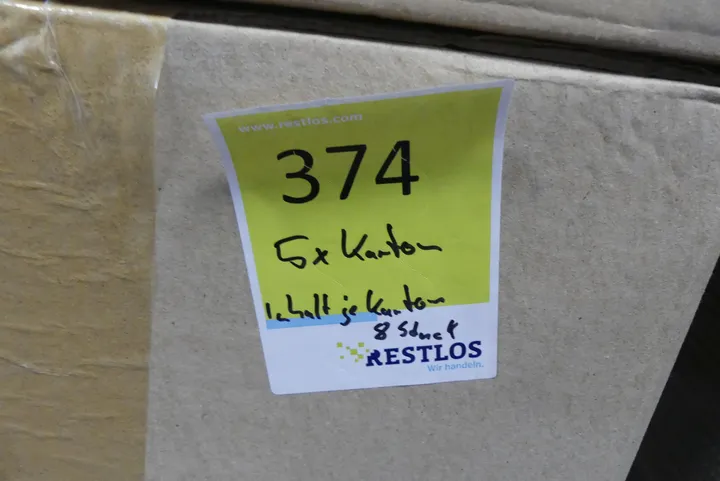 www.restlos.com
374
5x Karton
Inhalt je Karton
8 Stück
RESTLOS
Wir handeln.